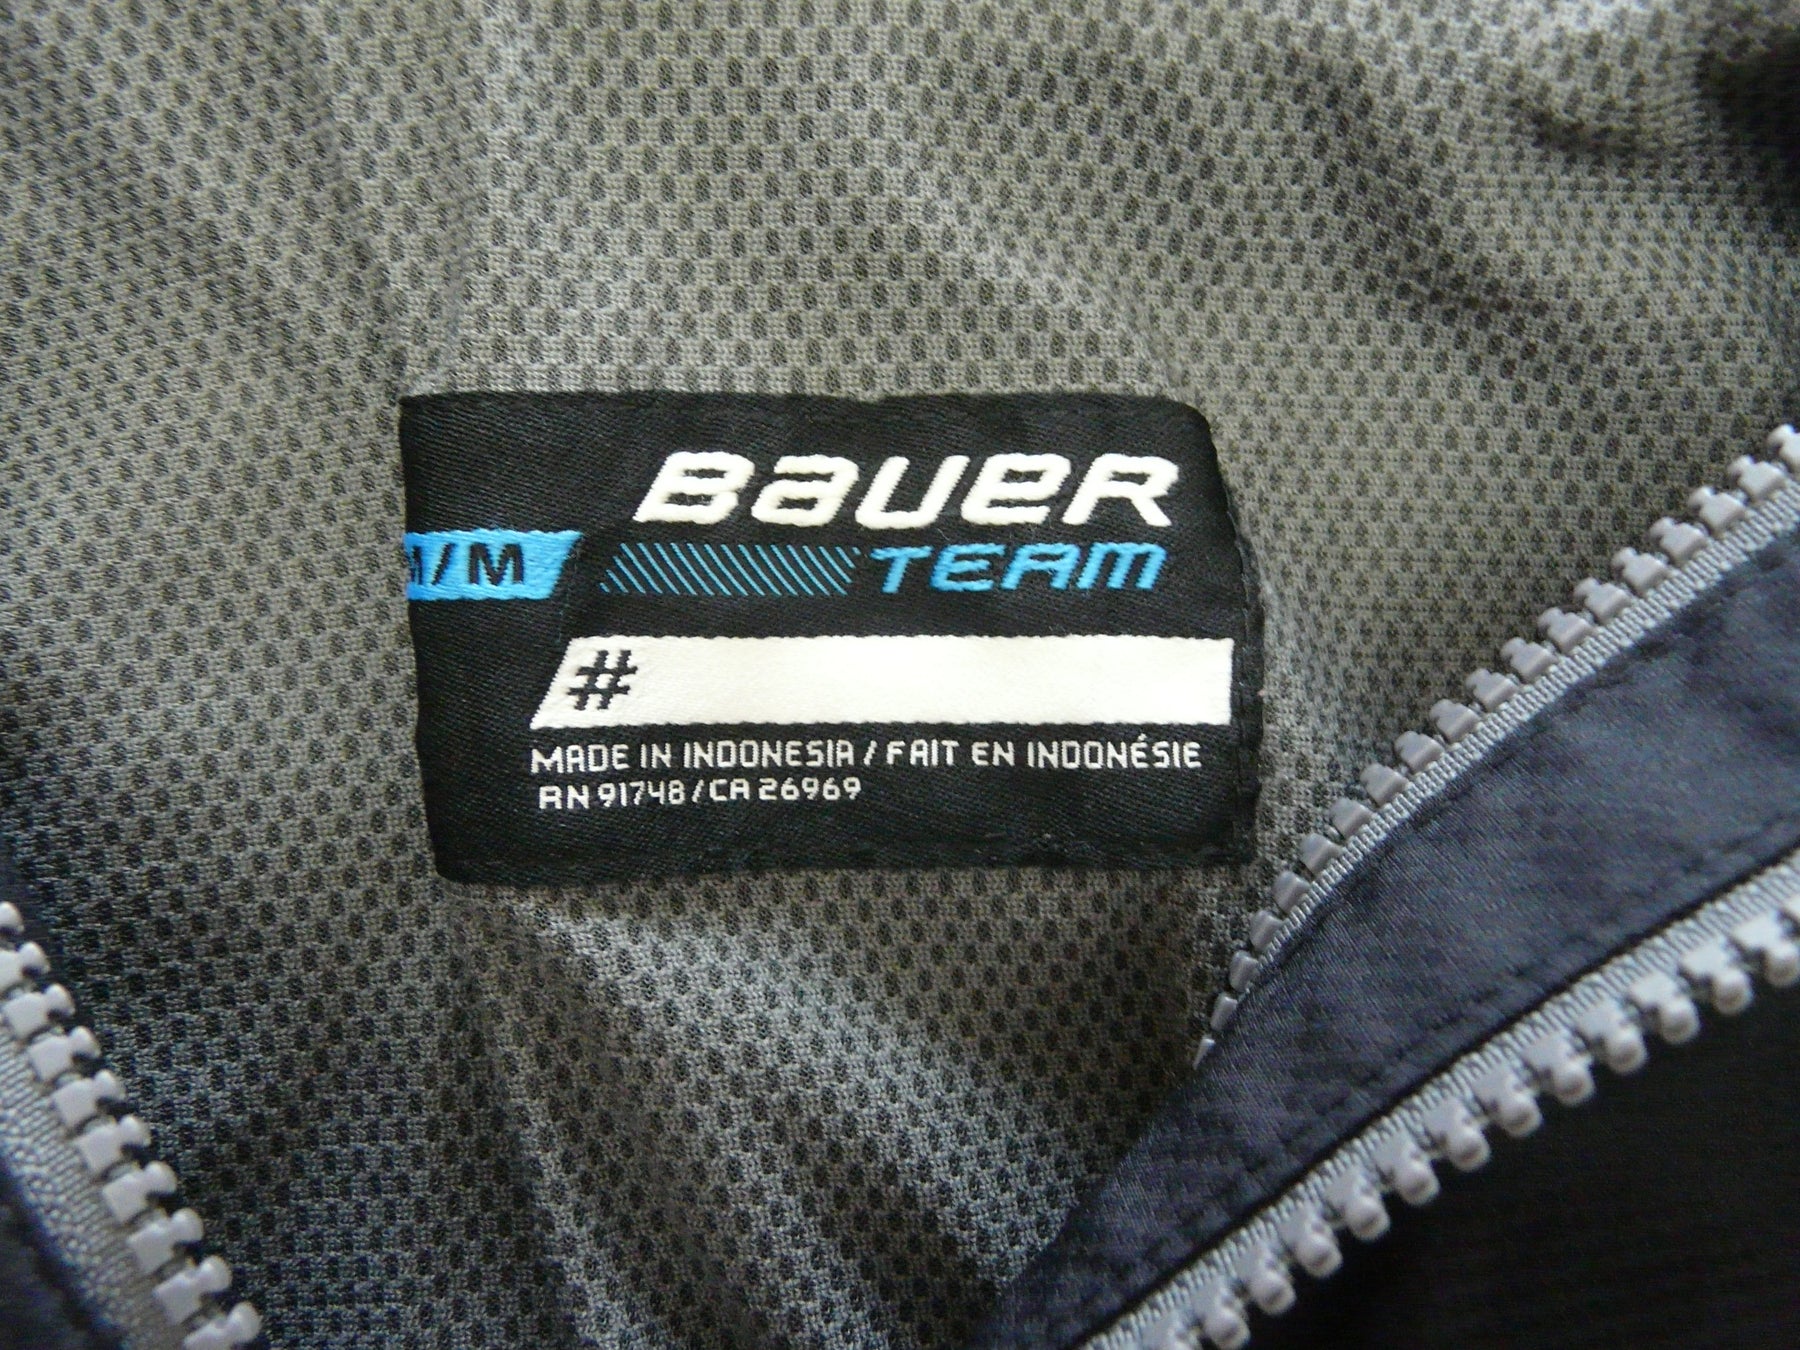 BAUER
M/M TEAM
#
MADE IN INDONESIA / FAIT EN INDONÉSIE
RN 91748 / CA 26969